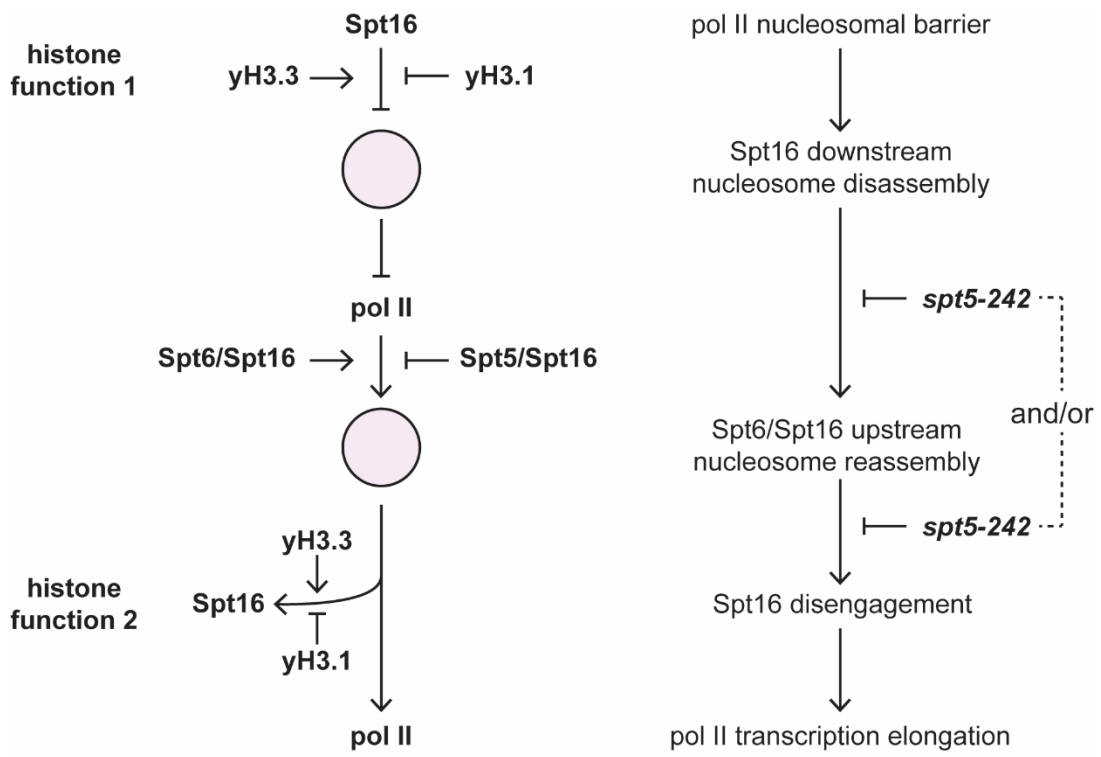 Spt16
histone
function 1
yH3.3
yH3.1
pol II
Spt6/Spt16
Spt5/Spt16
yH3.3
histone
function 2
Spt16
yH3.1
pol II
pol II nucleosomal barrier
Spt16 downstream
nucleosome disassembly
spt5-242
and/or
Spt6/Spt16 upstream
nucleosome reassembly
spt5-242
Spt16 disengagement
pol II transcription elongation